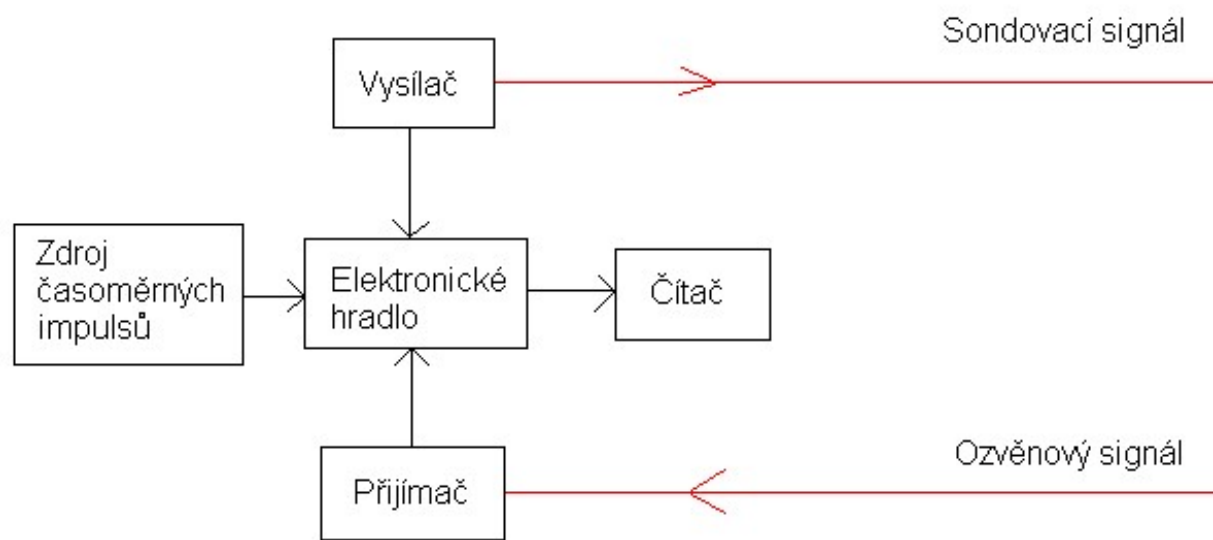 Sondovací signál
Vysílač
Zdroj
časoměrných
impulsů
Elektronické
hradlo
Čítač
Ozvěnový signál
Přijímač